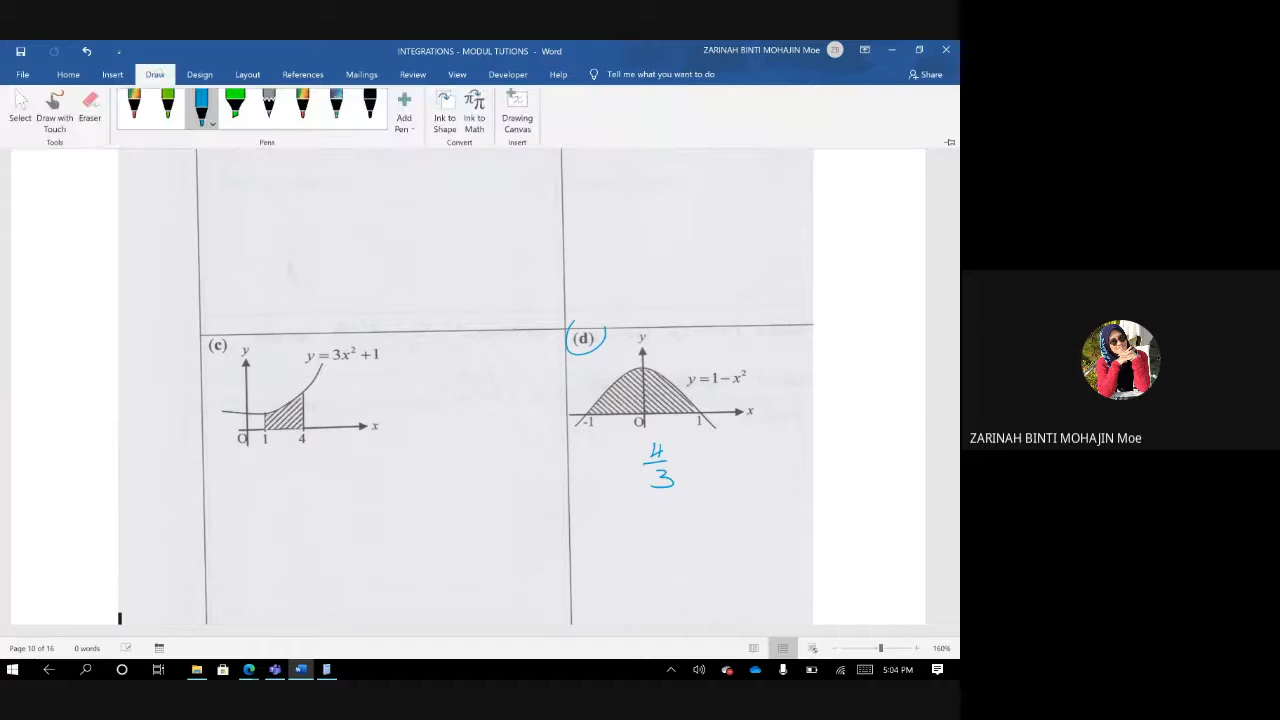 INTEGRATIONS - MODUL TUTIONS - Word
ZARINAH BINTI MOHAJIN Moe
ZB
File Home Insert Draw Design Layout References Mailings Review View Developer Help Tell me what you want to do Share
Select
Draw with Touch
Eraser
Add Pen
Ink to Shape
Ink to Math
Drawing Canvas
Tools
Pens
Convert
Insert
(c)
y
y = 3x² + 1
O 1 4 x
(d)
y
y = 1 − x²
-1 O 1 x
4
3
ZARINAH BINTI MOHAJIN Moe
Page 10 of 16 0 words
160%
5:04 PM